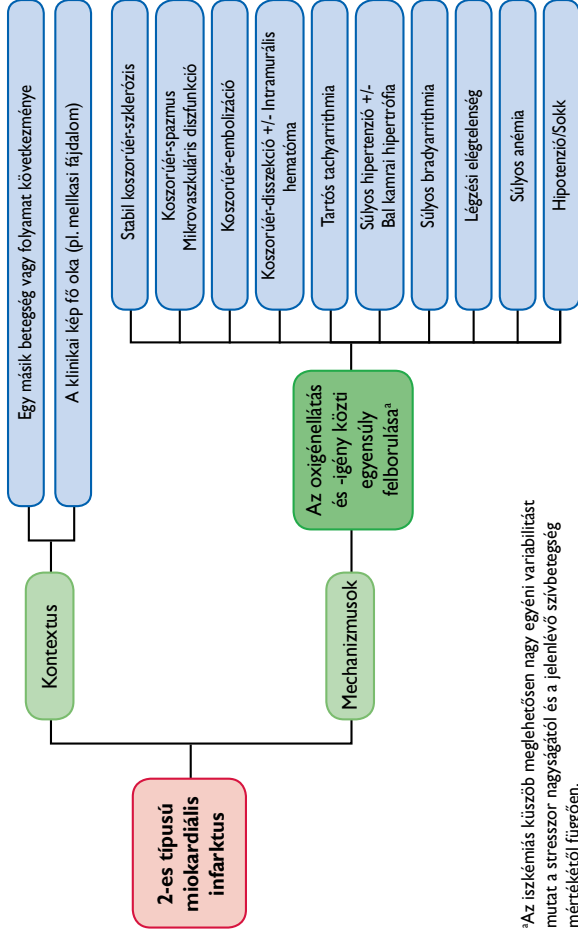 2-es típusú
miokardiális
infarktus
Kontextus
Egy másik betegség vagy folyamat következménye
A klinikai kép fő oka (pl. mellkasi fájdalom)
Mechanizmusok
Az oxigénellátás
és -igény közti
egyensúly
felborulásaᵃ
Stabil koszorúér-szklerózis
Koszorúér-spazmus
Mikrovaszkuláris diszfunkció
Koszorúér-embolizáció
Koszorúér-disszekció +/- Intramurális
hematóma
Tartós tachyarrithmia
Súlyos hipertenzió +/-
Bal kamrai hipertrófia
Súlyos bradyarrithmia
Légzési elégtelenség
Súlyos anémia
Hipotenzió/Sokk
ᵃAz iszkémiás küszöb meglehetősen nagy egyéni variabilitást
mutat a stresszor nagyságától és a jelenlévő szívbetegség
mértékétől függően.